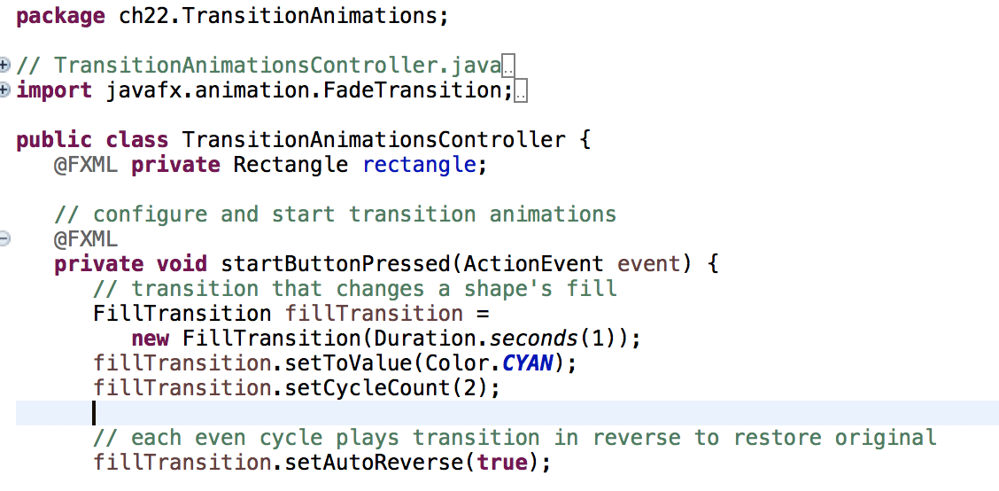 package ch22.TransitionAnimations;
// TransitionAnimationsController.java..
import javafx.animation.FadeTransition;..
public class TransitionAnimationsController {
@FXML private Rectangle rectangle;
// configure and start transition animations
@FXML
private void startButtonPressed(ActionEvent event) {
// transition that changes a shape's fill
FillTransition fillTransition =
new FillTransition(Duration.seconds(1));
fillTransition.setToValue(Color.CYAN);
fillTransition.setCycleCount(2);
// each even cycle plays transition in reverse to restore original
fillTransition.setAutoReverse(true);